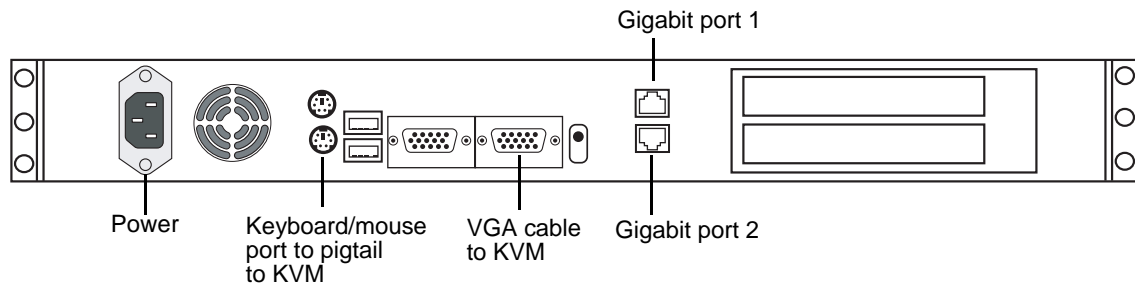 Gigabit port 1
Power
Keyboard/mouse
port to pigtail
to KVM
VGA cable
to KVM
Gigabit port 2